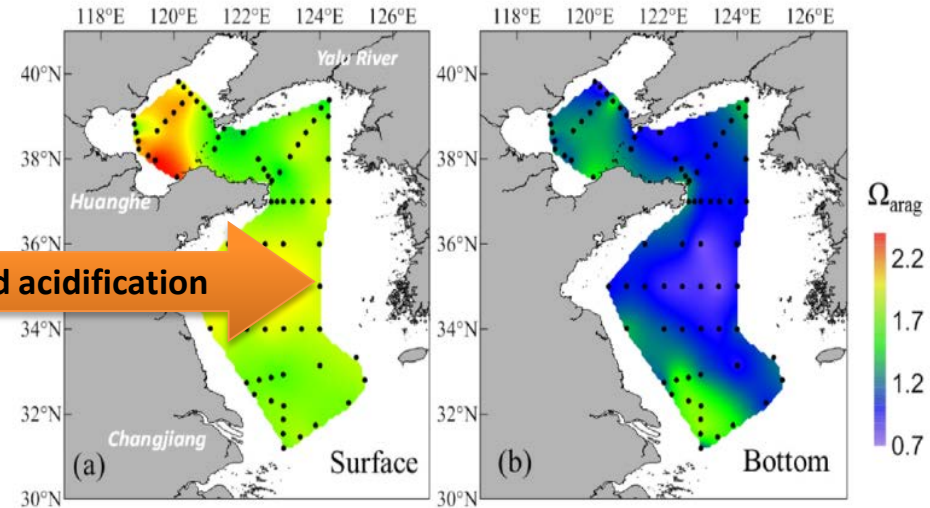 118°E 120°E 122°E 124°E 126°E
118°E 120°E 122°E 124°E 126°E
40°N
38°N
36°N
34°N
32°N
30°N
Yalu River
Huanghe
d acidification
Changjiang
(a)
Surface
40°N
38°N
36°N
34°N
32°N
30°N
(b)
Bottom
Ωarag
2.2
1.7
1.2
0.7